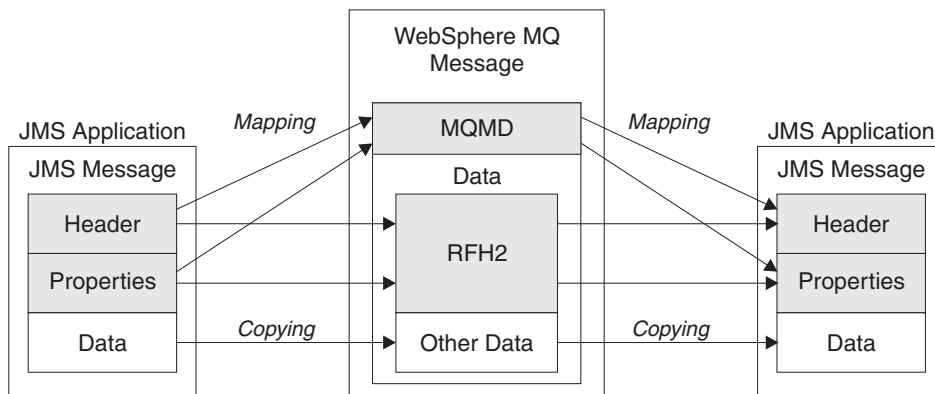 WebSphere MQ
Message
JMS Application
JMS Message
Header
Properties
Data
Mapping
Copying
MQMD
Data
RFH2
Other Data
Mapping
Copying
JMS Application
JMS Message
Header
Properties
Data